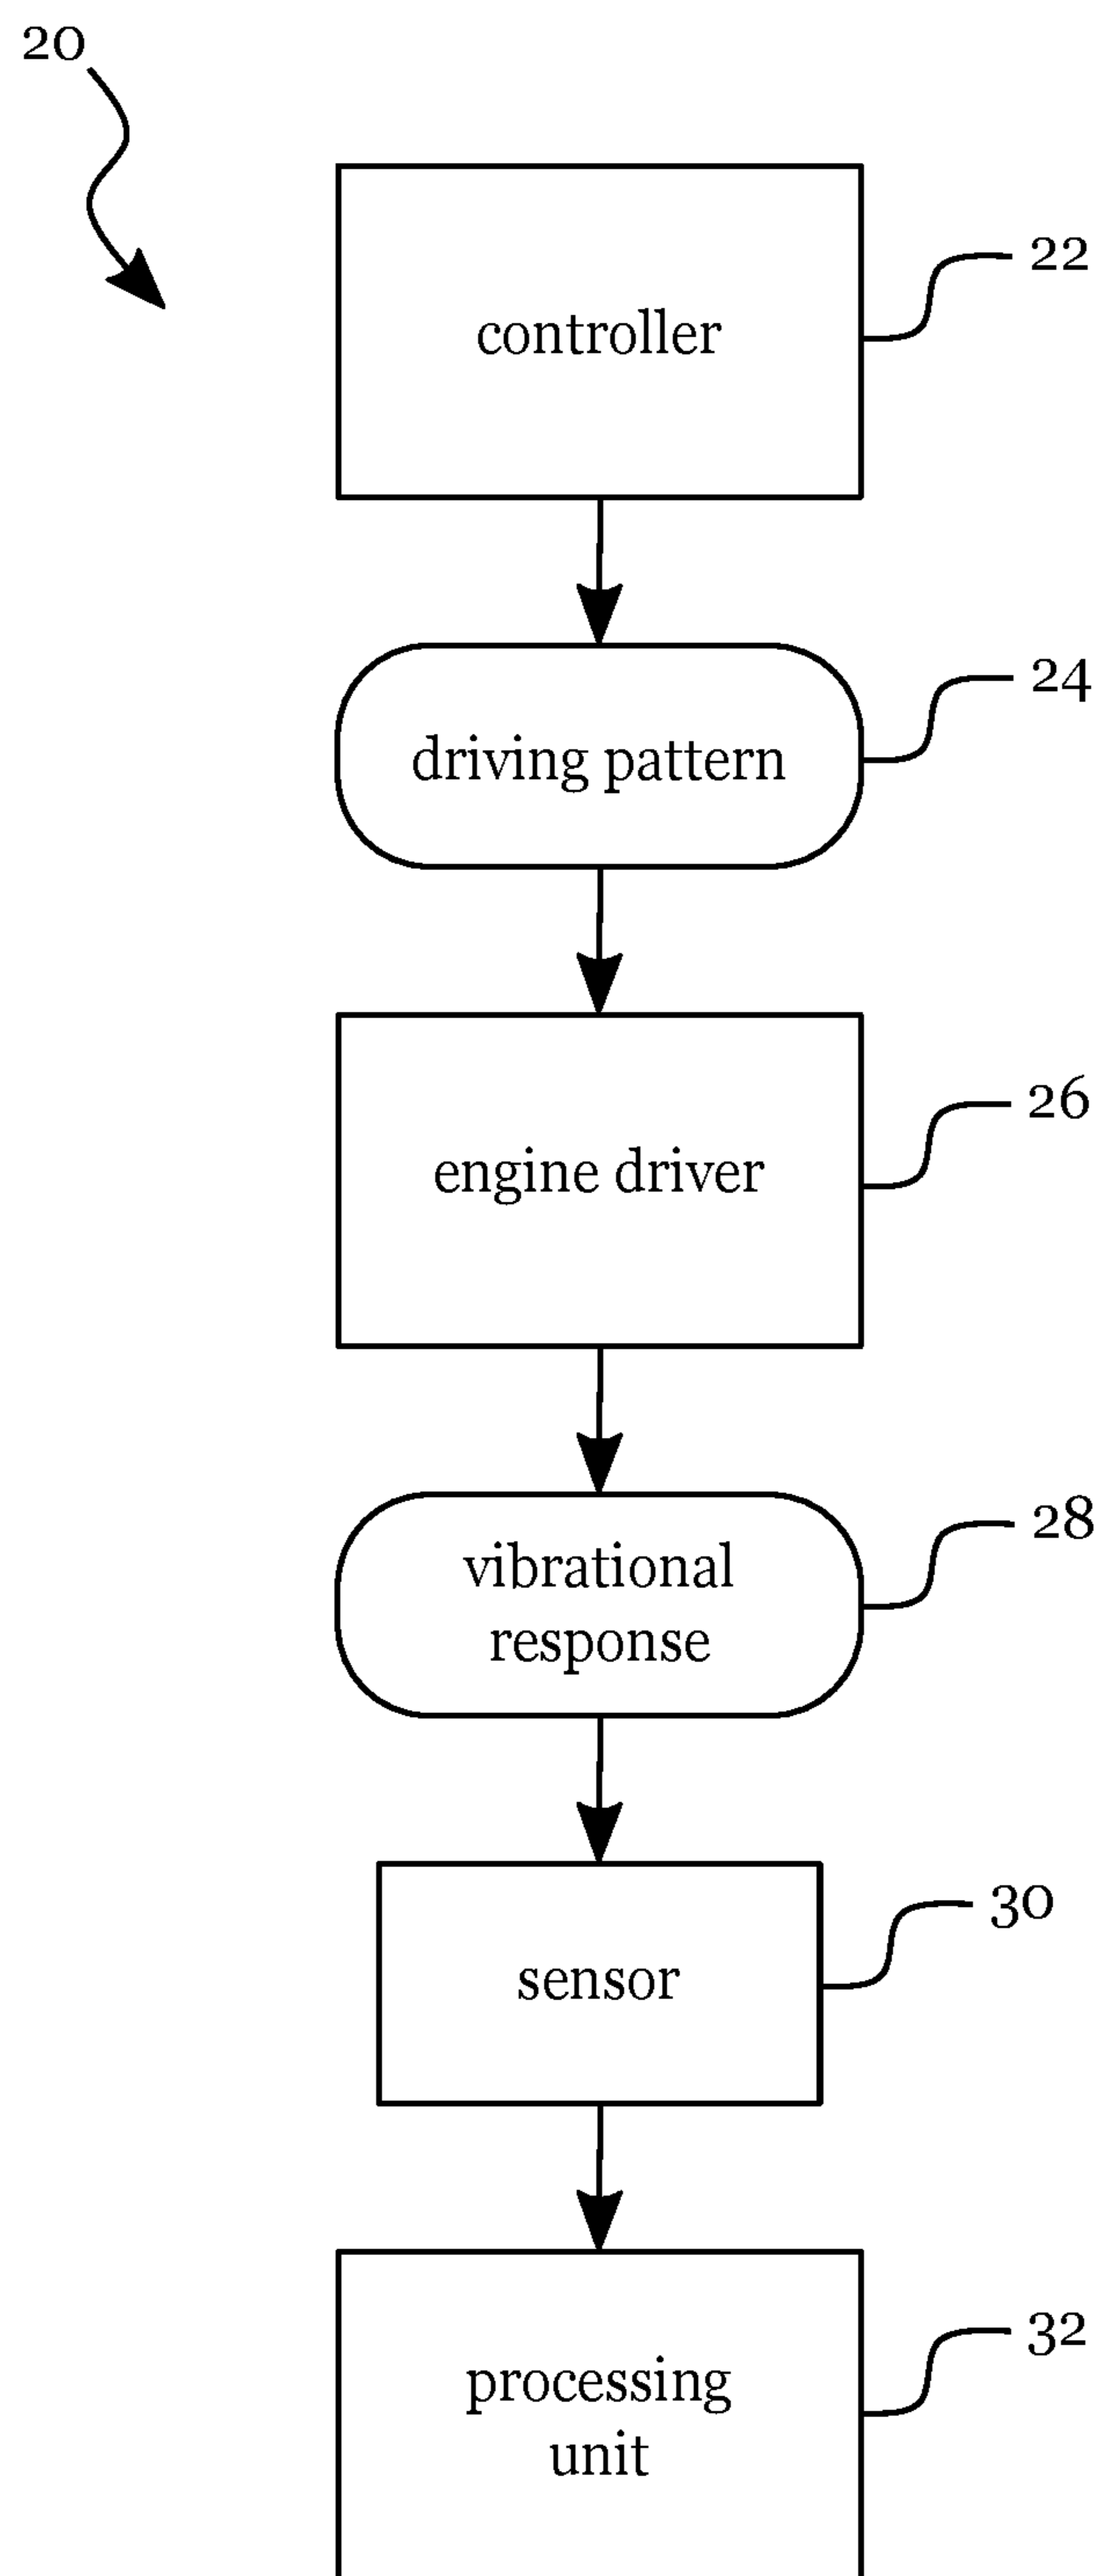 20
controller
22
driving pattern
24
engine driver
26
vibrational
response
28
sensor
30
processing
unit
32